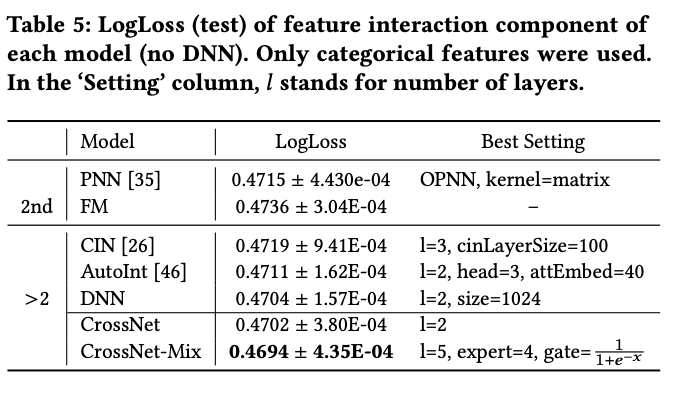 Table 5: LogLoss (test) of feature interaction component of
each model (no DNN). Only categorical features were used.
In the ‘Setting’ column, l stands for number of layers.
Model LogLoss Best Setting
PNN [35] 0.4715 ± 4.430e-04 OPNN, kernel=matrix
2nd FM 0.4736 ± 3.04E-04 –
CIN [26] 0.4719 ± 9.41E-04 l=3, cinLayerSize=100
AutoInt [46] 0.4711 ± 1.62E-04 l=2, head=3, attEmbed=40
>2 DNN 0.4704 ± 1.57E-04 l=2, size=1024
CrossNet 0.4702 ± 3.80E-04 l=2
CrossNet-Mix 0.4694 ± 4.35E-04 l=5, expert=4, gate=1/(1+e^−x)